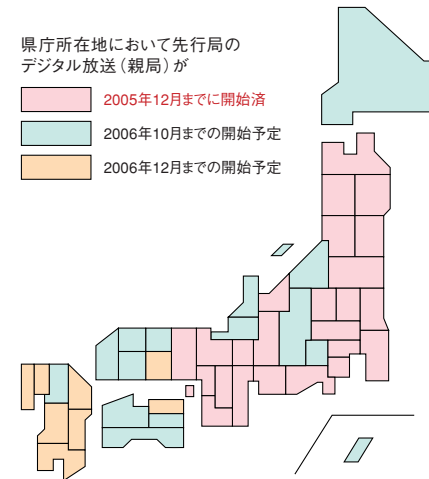 県庁所在地において先行局の
デジタル放送（親局）が
2005年12月までに開始済
2006年10月までの開始予定
2006年12月までの開始予定